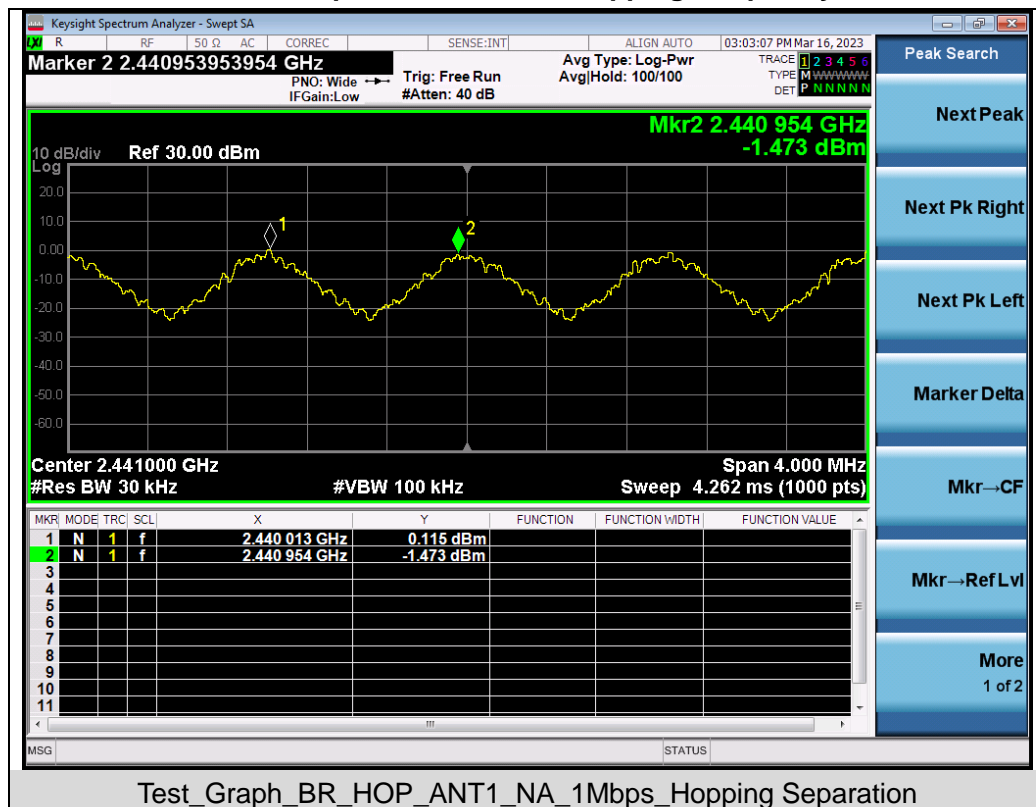 Keysight Spectrum Analyzer - Swept SA
LXI R RF 50 Ω AC CORREC SENSE:INT ALIGN AUTO 03:03:07 PM Mar 16, 2023
Marker 2 2.440953953954 GHz
PNO: Wide
IFGain:Low
Trig: Free Run
#Atten: 40 dB
Avg Type: Log-Pwr
Avg|Hold: 100/100
TRACE 1 2 3 4 5 6
TYPE M W W W W W
DET P N N N N N
Mkr2 2.440 954 GHz
-1.473 dBm
10 dB/div Ref 30.00 dBm
Log
20.0
10.0
0.00
-10.0
-20.0
-30.0
-40.0
-50.0
-60.0
1
2
Center 2.441000 GHz Span 4.000 MHz
#Res BW 30 kHz #VBW 100 kHz Sweep 4.262 ms (1000 pts)
MKR MODE TRC SCL X Y FUNCTION FUNCTION WIDTH FUNCTION VALUE
1 N 1 f 2.440 013 GHz 0.115 dBm
2 N 1 f 2.440 954 GHz -1.473 dBm
3
4
5
6
7
8
9
10
11
MSG STATUS
Peak Search
Next Peak
Next Pk Right
Next Pk Left
Marker Delta
Mkr→CF
Mkr→Ref Lvl
More
1 of 2
Test_Graph_BR_HOP_ANT1_NA_1Mbps_Hopping Separation